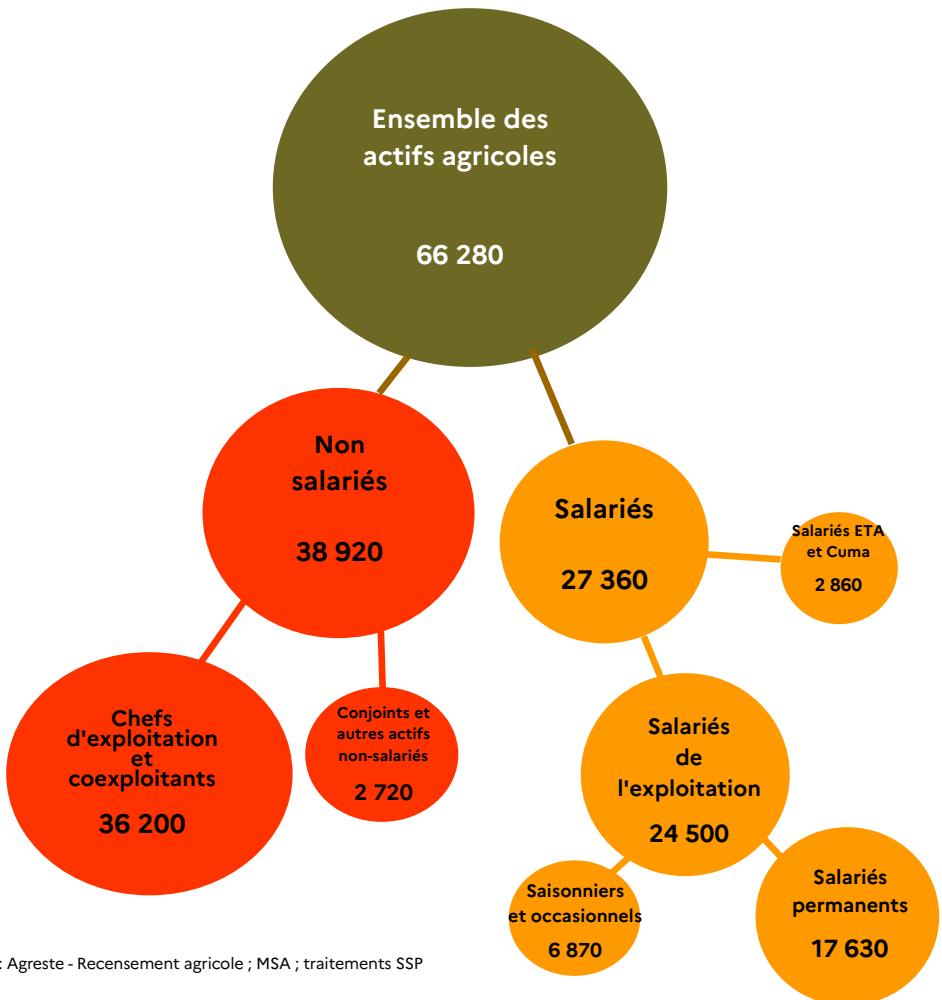 Ensemble des
actifs agricoles
66 280
Non
salariés
38 920
Salariés
27 360
Salariés ETA
et Cuma
2 860
Chefs
d'exploitation
et
coexploitants
36 200
Conjoints et
autres actifs
non-salariés
2 720
Salariés
de
l'exploitation
24 500
Saisonniers
et occasionnels
6 870
Salariés
permanents
17 630
: Agreste - Recensement agricole ; MSA ; traitements SSP